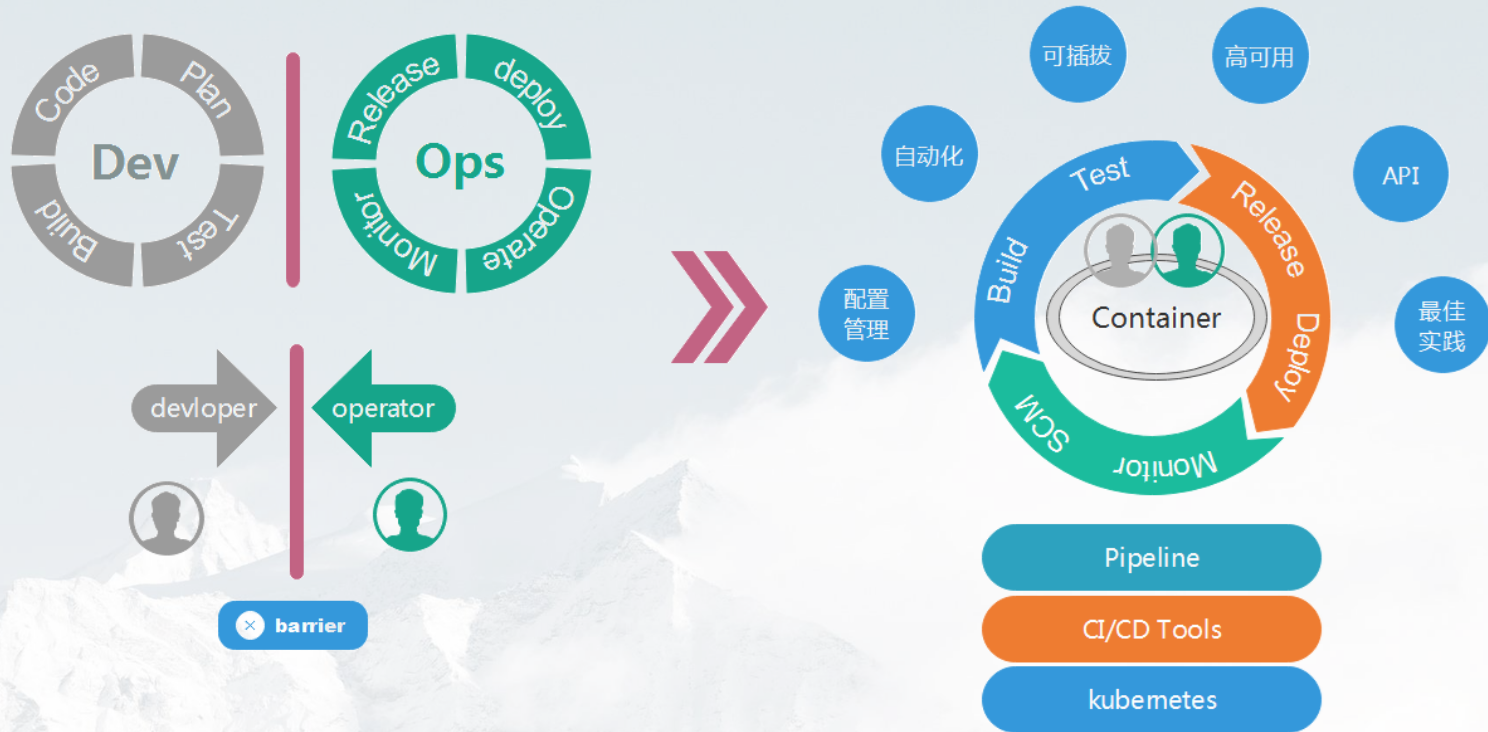 Code
Plan
Dev
Build
Test
Release
deploy
Ops
Monitor
Operate
devloper
operator
barrier
可插拔
高可用
自动化
API
配置
管理
最佳
实践
Test
Release
Build
Deploy
Container
SCM
Monitor
Pipeline
CI/CD Tools
kubernetes